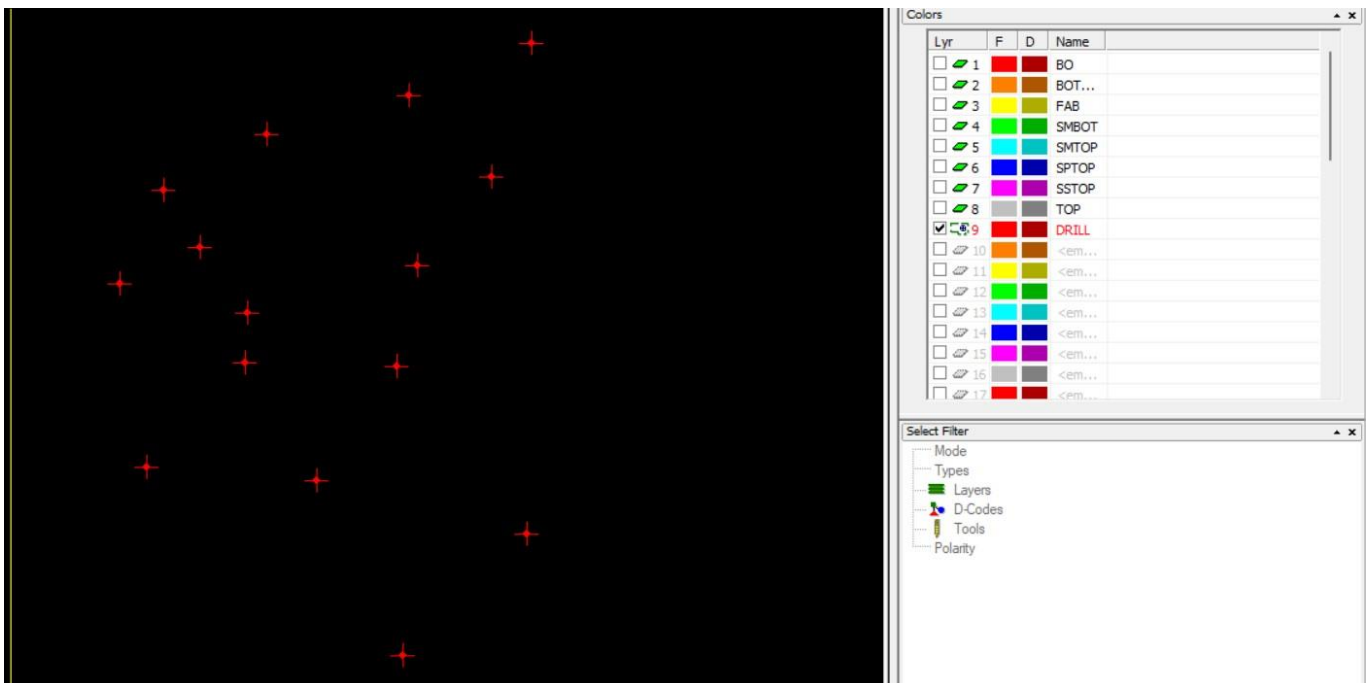 Colors
Lyr F D Name
1 BO
2 BOT...
3 FAB
4 SMBOT
5 SMTOP
6 SPTOP
7 SSTOP
8 TOP
9 DRILL
10 <em...
11 <em...
12 <em...
13 <em...
14 <em...
15 <em...
16 <em...
17 <em...
Select Filter
Mode
Types
Layers
D-Codes
Tools
Polarity